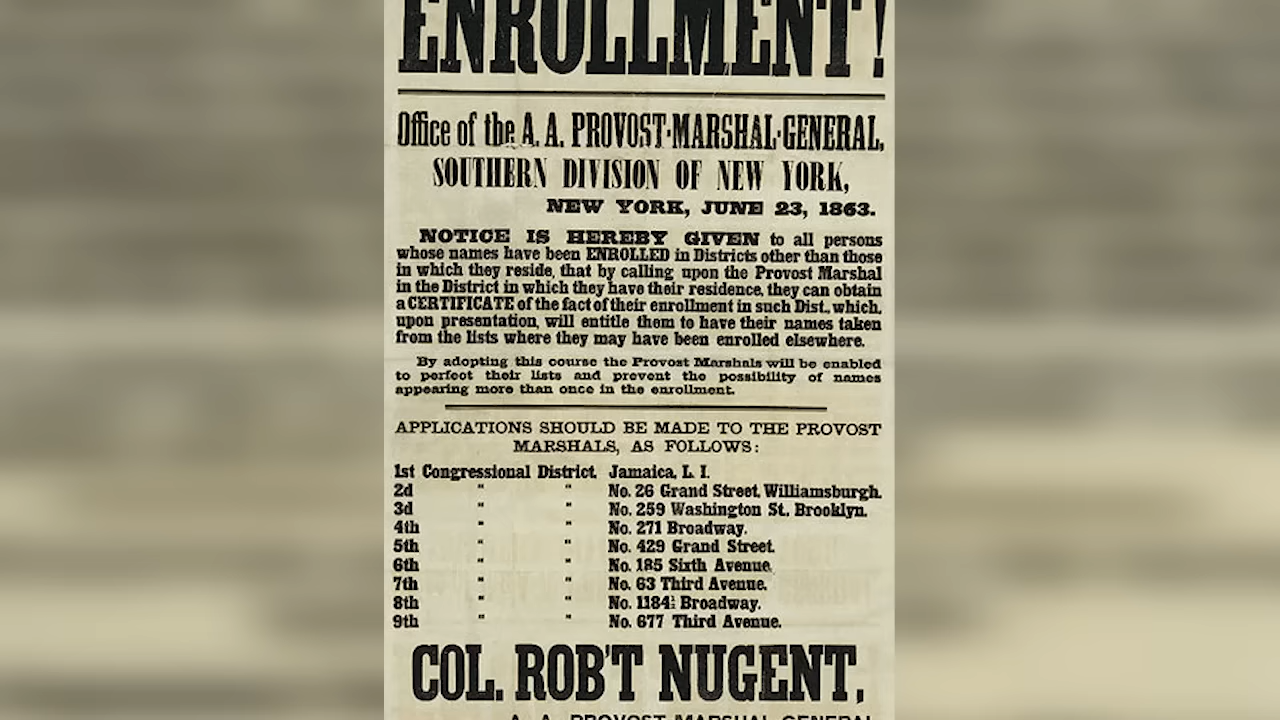 ENROLLMENT!
Office of the A. A. PROVOST-MARSHAL-GENERAL,
SOUTHERN DIVISION OF NEW YORK,
NEW YORK, JUNE 23, 1863.
NOTICE IS HEREBY GIVEN to all persons
whose names have been ENROLLED in Districts other than those
in which they reside, that by calling upon the Provost Marshal
in the District in which they have their residence, they can obtain
a CERTIFICATE of the fact of their enrollment in such Dist., which,
upon presentation, will entitle them to have their names taken
from the lists where they may have been enrolled elsewhere.
By adopting this course the Provost Marshals will be enabled
to perfect their lists and prevent the possibility of names
appearing more than once in the enrollment.
APPLICATIONS SHOULD BE MADE TO THE PROVOST
MARSHALS, AS FOLLOWS:
1st Congressional District, Jamaica, L. I.
2d " " No. 26 Grand Street, Williamsburgh.
3d " " No. 259 Washington St., Brooklyn.
4th " " No. 271 Broadway.
5th " " No. 429 Grand Street.
6th " " No. 185 Sixth Avenue.
7th " " No. 63 Third Avenue.
8th " " No. 1184½ Broadway.
9th " " No. 677 Third Avenue.
COL. ROB'T NUGENT,
A. A. PROVOST MARSHAL GENERAL